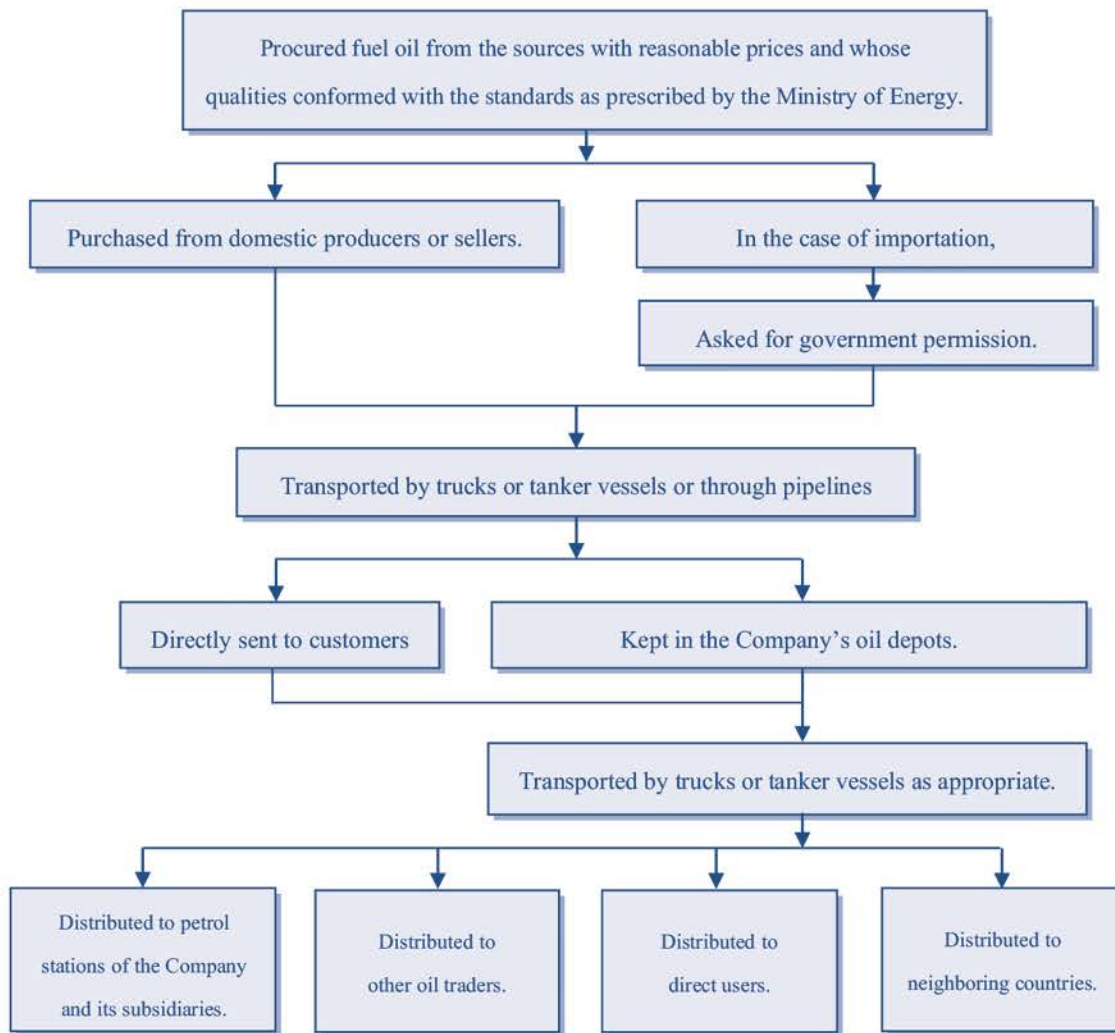 Procured fuel oil from the sources with reasonable prices and whose
qualities conformed with the standards as prescribed by the Ministry of Energy.
Purchased from domestic producers or sellers.
In the case of importation,
Asked for government permission.
Transported by trucks or tanker vessels or through pipelines
Directly sent to customers
Kept in the Company’s oil depots.
Transported by trucks or tanker vessels as appropriate.
Distributed to petrol
stations of the Company
and its subsidiaries.
Distributed to
other oil traders.
Distributed to
direct users.
Distributed to
neighboring countries.